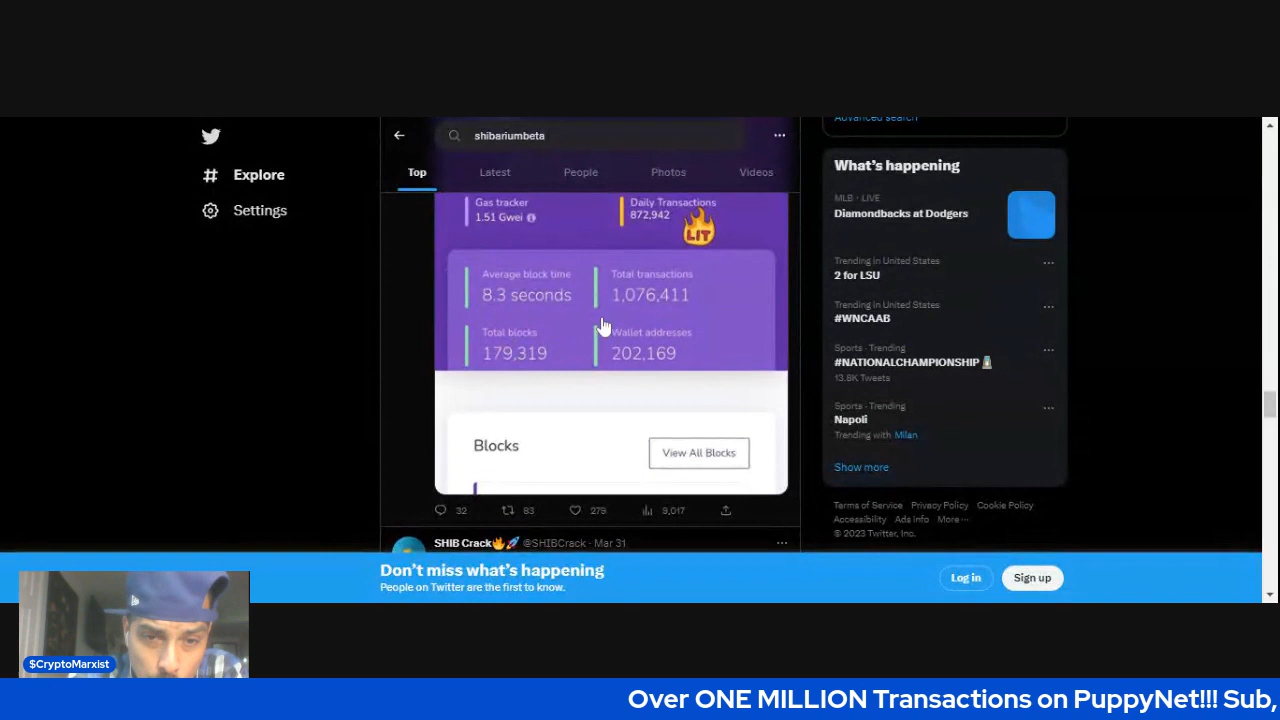 Explore
Settings
shibariumbeta
Top
Latest
People
Photos
Videos
Gas tracker
1.51 Gwei
Daily Transactions
872,942
LIT
Average block time
8.3 seconds
Total transactions
1,076,411
Total blocks
179,319
Wallet addresses
202,169
Blocks
View All Blocks
32
83
279
9,017
SHIB Crack🔥🚀 @SHIBCrack · Mar 31
Advanced search
What's happening
MLB · LIVE
Diamondbacks at Dodgers
Trending in United States
2 for LSU
Trending in United States
#WNCAAB
Sports · Trending
#NATIONALCHAMPIONSHIP
13.8K Tweets
Sports · Trending
Napoli
Trending with Milan
Show more
Terms of Service Privacy Policy Cookie Policy
Accessibility Ads info More ···
© 2023 Twitter, Inc.
Don't miss what's happening
People on Twitter are the first to know.
Log in
Sign up
$CryptoMarxist
Over ONE MILLION Transactions on PuppyNet!!! Sub,